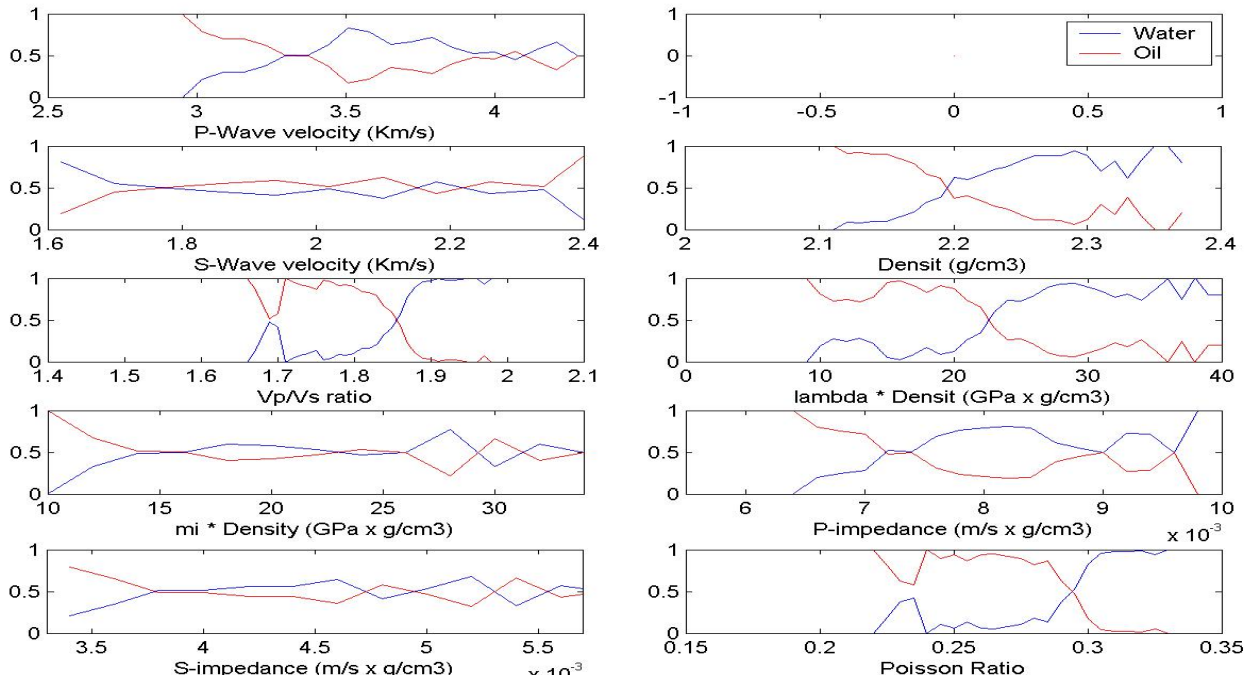 1
0.5
0
2.5 3 3.5 4
P-Wave velocity (Km/s)
1
0
-1
-1 -0.5 0 0.5 1
Water
Oil
1
0.5
0
1.6 1.8 2 2.2 2.4
S-Wave velocity (Km/s)
1
0.5
0
2 2.1 2.2 2.3 2.4
Densit (g/cm3)
1
0.5
0
1.4 1.5 1.6 1.7 1.8 1.9 2 2.1
Vp/Vs ratio
1
0.5
0
0 10 20 30 40
lambda * Densit (GPa x g/cm3)
1
0.5
0
10 15 20 25 30
mi * Density (GPa x g/cm3)
1
0.5
0
6 7 8 9 10
P-impedance (m/s x g/cm3)
x 10-3
1
0.5
0
3.5 4 4.5 5 5.5
S-impedance (m/s x g/cm3)
x 10-3
1
0.5
0
0.15 0.2 0.25 0.3 0.35
Poisson Ratio